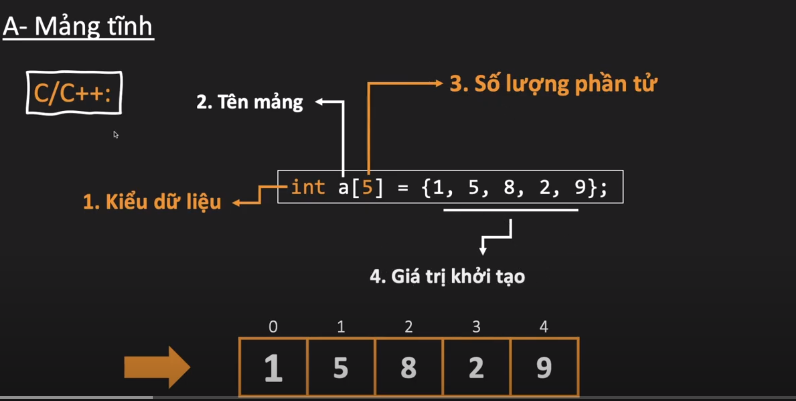 A- Mảng tĩnh
C/C++:
2. Tên mảng
3. Số lượng phần tử
int a[5] = {1, 5, 8, 2, 9};
1. Kiểu dữ liệu
4. Giá trị khởi tạo
0 1 2 3 4
1 5 8 2 9